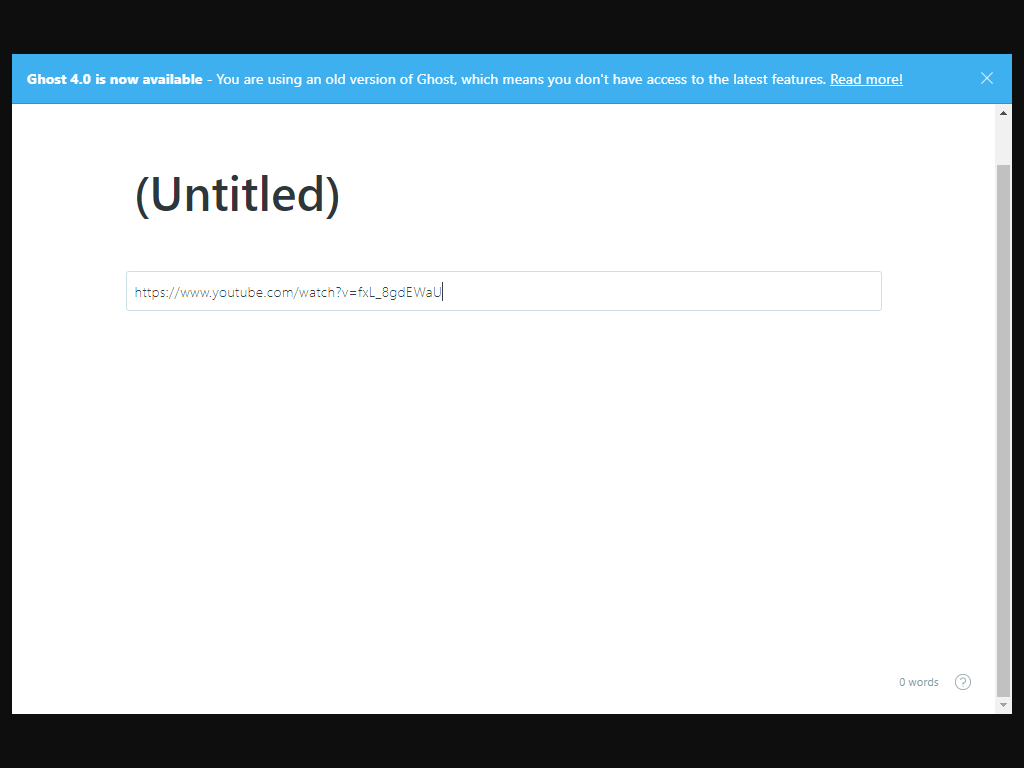 Ghost 4.0 is now available - You are using an old version of Ghost, which means you don't have access to the latest features. Read more!
(Untitled)
https://www.youtube.com/watch?v=fxL_8gdEWaU
0 words
?